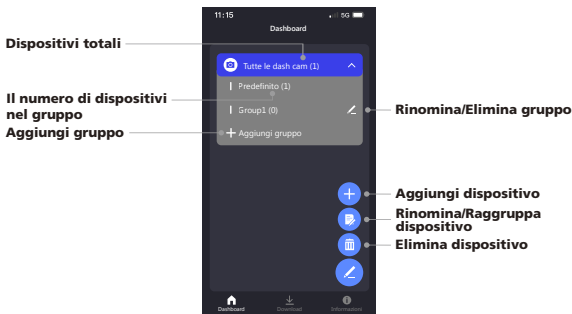 11:15
5G
Dashboard
Dispositivi totali
Tutte le dash cam (1)
Predefinito (1)
Il numero di dispositivi
nel gruppo
Group1 (0)
Rinomina/Elimina gruppo
Aggiungi gruppo
Aggiungi gruppo
Aggiungi dispositivo
Rinomina/Raggruppa
dispositivo
Elimina dispositivo
Dashboard
Download
Informazioni